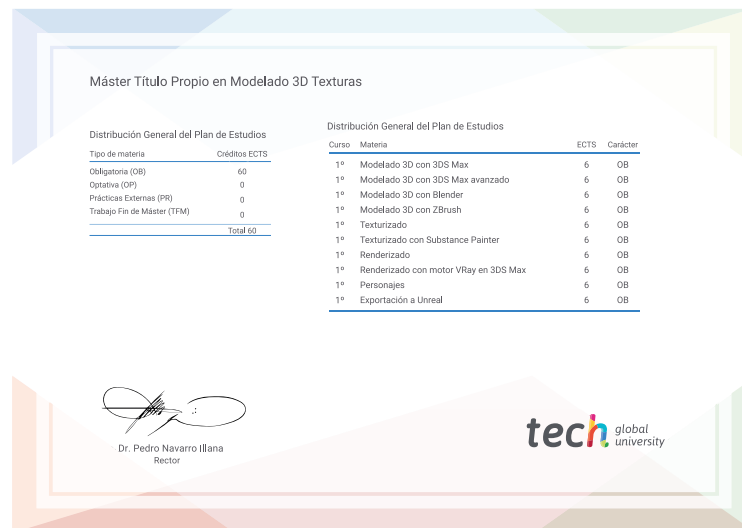 Máster Título Propio en Modelado 3D Texturas
Distribución General del Plan de Estudios
Tipo de materia Créditos ECTS
Obligatoria (OB) 60
Optativa (OP) 0
Prácticas Externas (PR) 0
Trabajo Fin de Máster (TFM) 0
Total 60
Distribución General del Plan de Estudios
Curso Materia ECTS Carácter
1º Modelado 3D con 3DS Max 6 OB
1º Modelado 3D con 3DS Max avanzado 6 OB
1º Modelado 3D con Blender 6 OB
1º Modelado 3D con ZBrush 6 OB
1º Texturizado 6 OB
1º Texturizado con Substance Painter 6 OB
1º Renderizado 6 OB
1º Renderizado con motor VRay en 3DS Max 6 OB
1º Personajes 6 OB
1º Exportación a Unreal 6 OB
Dr. Pedro Navarro Illana
Rector
tech global
university